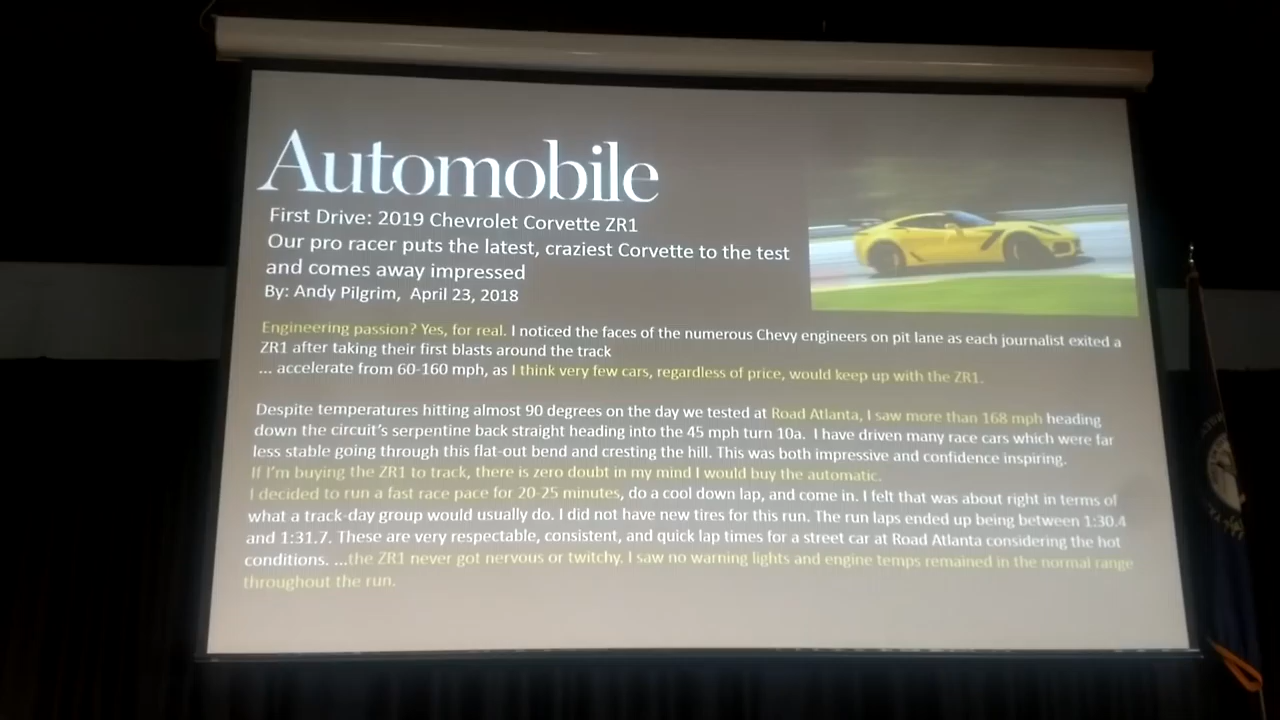 Automobile
First Drive: 2019 Chevrolet Corvette ZR1
Our pro racer puts the latest, craziest Corvette to the test
and comes away impressed
By: Andy Pilgrim, April 23, 2018
Engineering passion? Yes, for real. I noticed the faces of the numerous Chevy engineers on pit lane as each journalist exited a
ZR1 after taking their first blasts around the track
... accelerate from 60-160 mph, as I think very few cars, regardless of price, would keep up with the ZR1.
Despite temperatures hitting almost 90 degrees on the day we tested at Road Atlanta, I saw more than 168 mph heading
down the circuit's serpentine back straight heading into the 45 mph turn 10a. I have driven many race cars which were far
less stable going through this flat-out bend and cresting the hill. This was both impressive and confidence inspiring.
If I'm buying the ZR1 to track, there is zero doubt in my mind I would buy the automatic.
I decided to run a fast race pace for 20-25 minutes, do a cool down lap, and come in. I felt that was about right in terms of
what a track-day group would usually do. I did not have new tires for this run. The run laps ended up being between 1:30.4
and 1:31.7. These are very respectable, consistent, and quick lap times for a street car at Road Atlanta considering the hot
conditions. ...the ZR1 never got nervous or twitchy. I saw no warning lights and engine temps remained in the normal range
throughout the run.